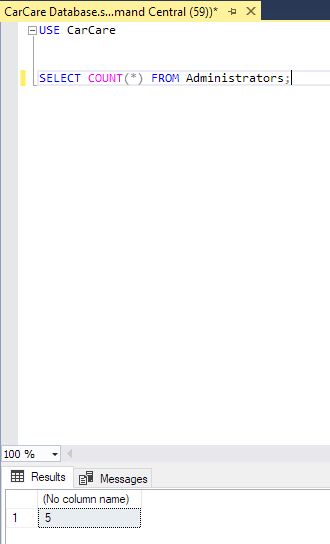 CarCare Database.s...mand Central (59))*
USE CarCare
SELECT COUNT(*) FROM Administrators;
100 %
Results
Messages
(No column name)
1
5